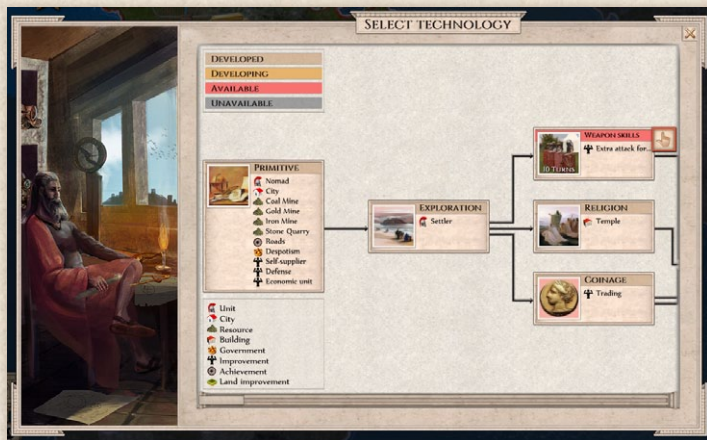 SELECT TECHNOLOGY
DEVELOPED
DEVELOPING
AVAILABLE
UNAVAILABLE
PRIMITIVE
Nomad
City
Coal Mine
Gold Mine
Iron Mine
Stone Quarry
Roads
Despotism
Self-supplier
Defense
Economic unit
EXPLORATION
Settler
WEAPON SKILLS
Extra attack for...
10 TURNS
RELIGION
Temple
COINAGE
Trading
Unit
City
Resource
Building
Government
Improvement
Achievement
Land improvement